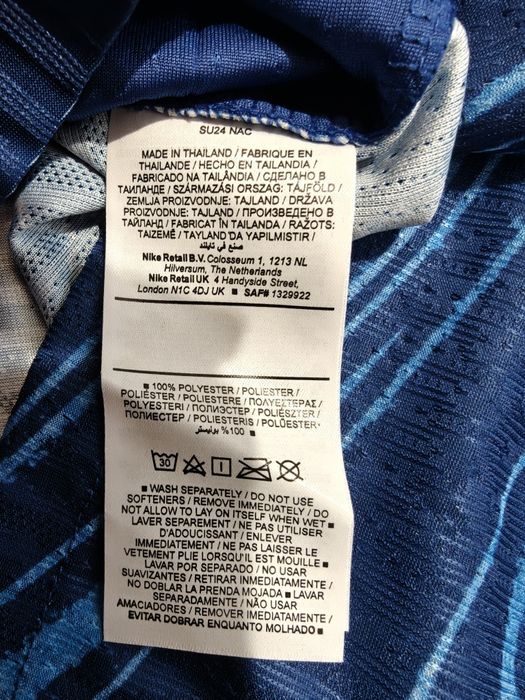 SU24 NAC
MADE IN THAILAND / FABRIQUE EN
THAILANDE / HECHO EN TAILANDIA /
FABRICADO NA TAILÂNDIA / СДЕЛАНО В
ТАИЛАНДЕ / SZÁRMAZÁSI ORSZÁG: TÁJFÖLD /
ZEMLJA PROIZVODNJE: TAJLAND / DRŽAVA
PROIZVODNJE: TAJLAND / ПРОИЗВЕДЕНО В
ТАЙЛАНД / FABRICAT ÎN TAILANDA / RAŽOTS:
TAIZEMĒ / TAYLAND'DA YAPILMIŞTIR /
صنع في تايلند
Nike Retail B.V. Colosseum 1, 1213 NL
Hilversum, The Netherlands
Nike Retail UK 4 Handyside Street,
London N1C 4DJ UK ■ SAF# 1329922
■ 100% POLYESTER / POLIESTER /
POLIÉSTER / POLIESTERE / ΠΟΛΥΕΣΤΕΡΑΣ /
POLYESTERI / ПОЛИЭСТЕР / POLIÉSZTER /
ПОЛИЕСТЕР / POLIESTERIS / POLÜESTER·
■ %100 بوليستر
30
■ WASH SEPARATELY / DO NOT USE
SOFTENERS / REMOVE IMMEDIATELY / DO
NOT ALLOW TO LAY ON ITSELF WHEN WET ■
LAVER SEPAREMENT / NE PAS UTILISER
D'ADOUCISSANT / ENLEVER
IMMEDIATEMENT / NE PAS LAISSER LE
VETEMENT PLIE LORSQU'IL EST MOUILLE ■
LAVAR POR SEPARADO / NO USAR
SUAVIZANTES / RETIRAR INMEDIATAMENTE /
NO DOBLAR LA PRENDA MOJADA ■ LAVAR
SEPARADAMENTE / NÃO USAR
AMACIADORES / REMOVER IMEDIATAMENTE /
EVITAR DOBRAR ENQUANTO MOLHADO ■